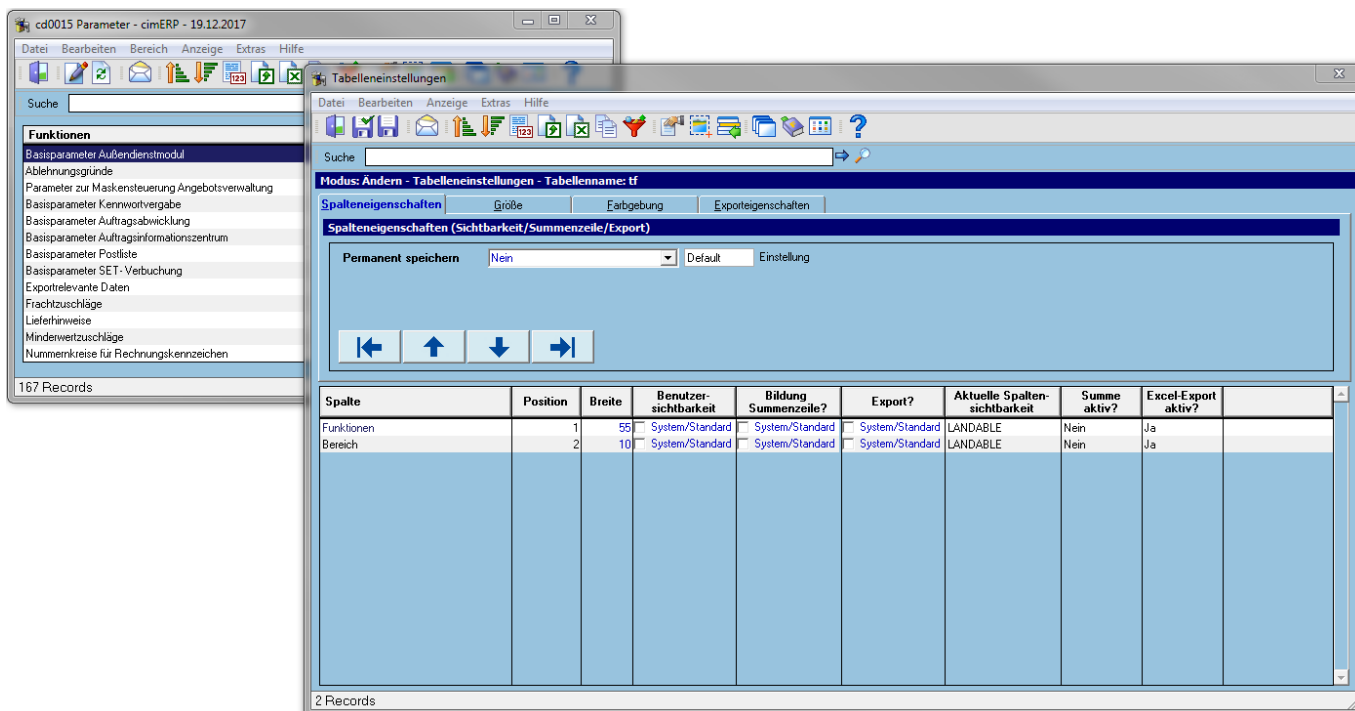 cd0015 Parameter - cimERP - 19.12.2017
Datei Bearbeiten Bereich Anzeige Extras Hilfe
Suche
Funktionen
Basisparameter Außendienstmodul
Ablehnungsgründe
Parameter zur Maskensteuerung Angebotsverwaltung
Basisparameter Kennwortvergabe
Basisparameter Auftragsabwicklung
Basisparameter Auftragsinformationszentrum
Basisparameter Postliste
Basisparameter SET- Verbuchung
Exportrelevante Daten
Frachtzuschläge
Lieferhinweise
Minderwertzuschläge
Nummernkreise für Rechnungskennzeichen
167 Records
Tabelleneinstellungen
Datei Bearbeiten Anzeige Extras Hilfe
Suche
Modus: Ändern - Tabelleneinstellungen - Tabellenname: tf
Spalteneigenschaften Größe Farbgebung Exporteigenschaften
Spalteneigenschaften (Sichtbarkeit/Summenzeile/Export)
Permanent speichern Nein Default Einstellung
Spalte Position Breite Benutzer- sichtbarkeit Bildung Summenzeile? Export? Aktuelle Spalten- sichtbarkeit Summe aktiv? Excel-Export aktiv?
Funktionen 1 55 System/Standard System/Standard System/Standard LANDABLE Nein Ja
Bereich 2 10 System/Standard System/Standard System/Standard LANDABLE Nein Ja
2 Records